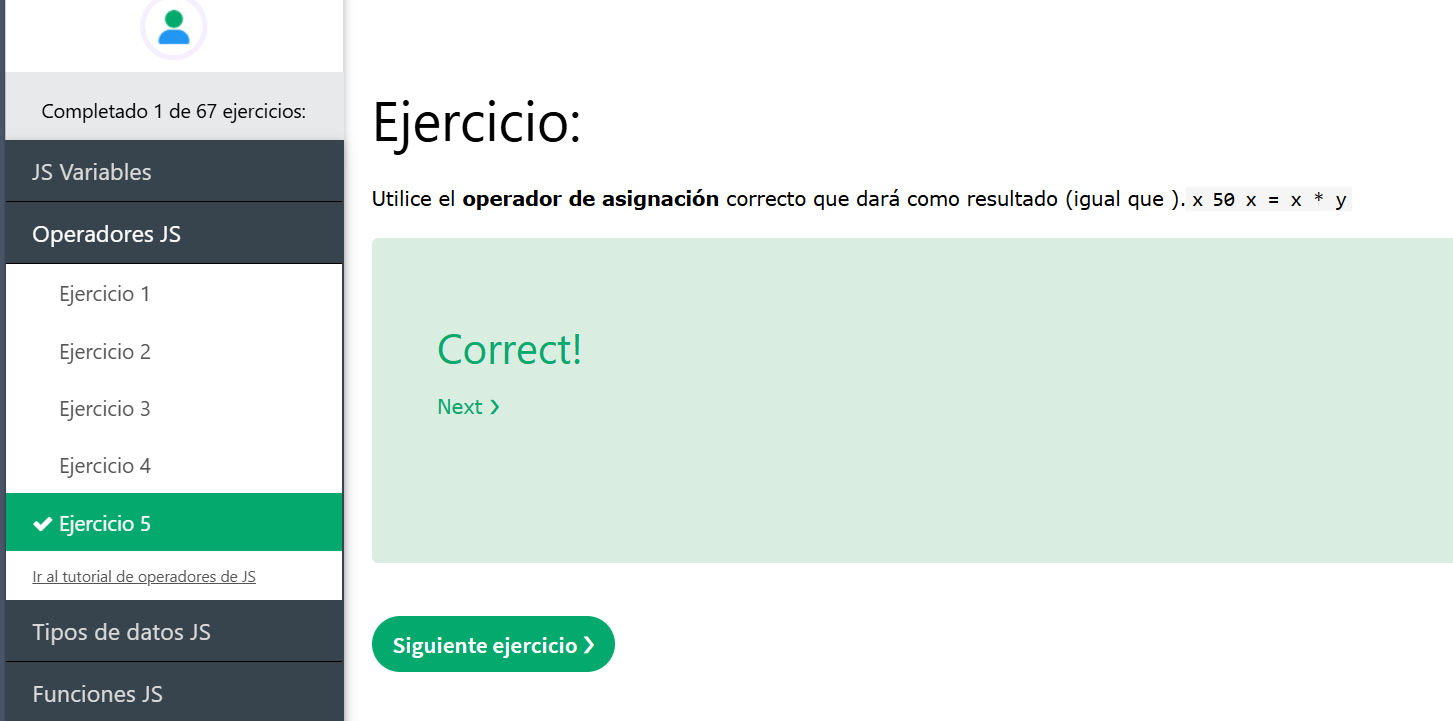 Completado 1 de 67 ejercicios:
JS Variables
Operadores JS
Ejercicio 1
Ejercicio 2
Ejercicio 3
Ejercicio 4
Ejercicio 5
Ir al tutorial de operadores de JS
Tipos de datos JS
Funciones JS
Ejercicio:
Utilice el operador de asignación correcto que dará como resultado (igual que ). x 50 x = x * y
Correct!
Next ❯
Siguiente ejercicio ❯